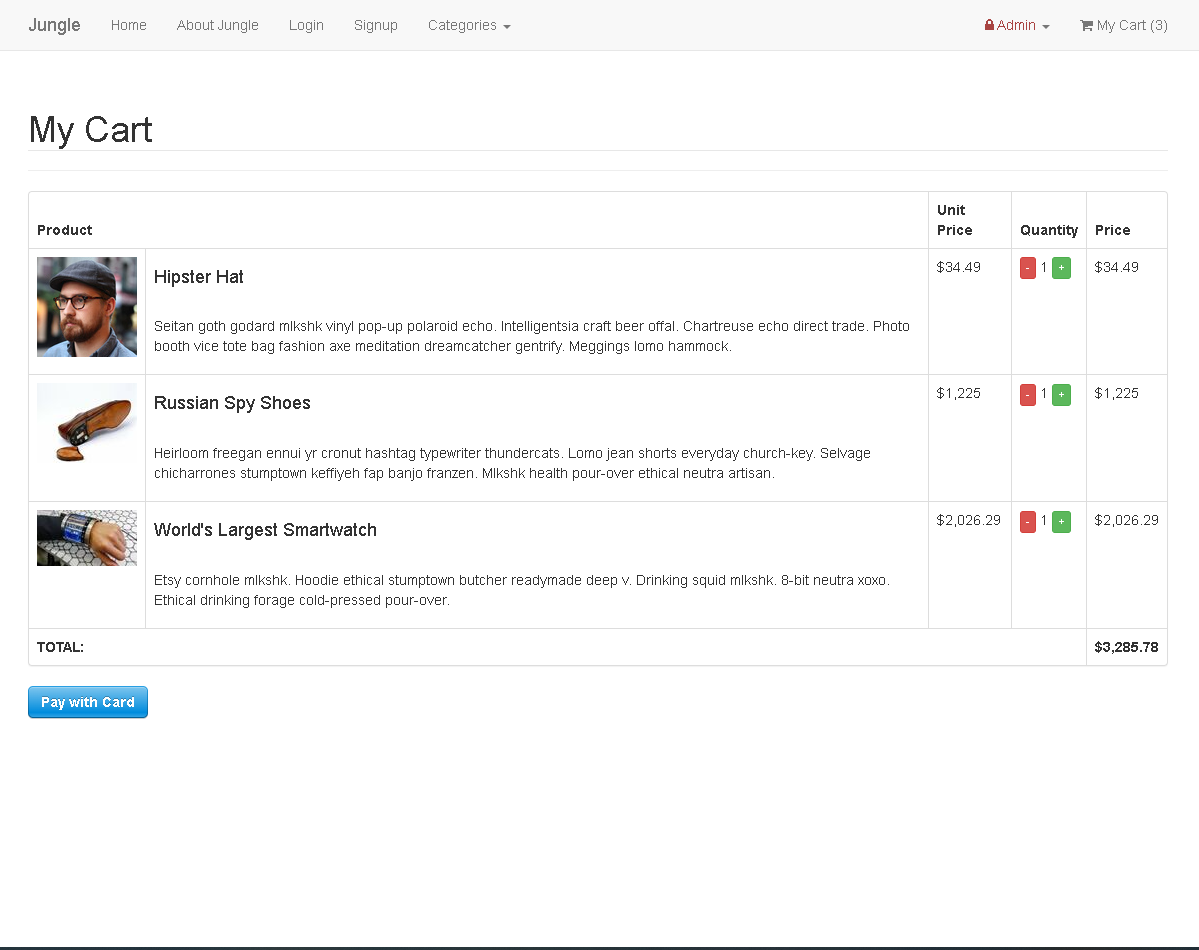 Jungle Home About Jungle Login Signup Categories Admin My Cart (3)
My Cart
Product Unit Price Quantity Price
Hipster Hat $34.49 - 1 + $34.49
Seitan goth godard mlkshk vinyl pop-up polaroid echo. Intelligentsia craft beer offal. Chartreuse echo direct trade. Photo
booth vice tote bag fashion axe meditation dreamcatcher gentrify. Meggings lomo hammock.
Russian Spy Shoes $1,225 - 1 + $1,225
Heirloom freegan ennui yr cronut hashtag typewriter thundercats. Lomo jean shorts everyday church-key. Selvage
chicharrones stumptown keffiyeh fap banjo franzen. Mlkshk health pour-over ethical neutra artisan.
World's Largest Smartwatch $2,026.29 - 1 + $2,026.29
Etsy cornhole mlkshk. Hoodie ethical stumptown butcher readymade deep v. Drinking squid mlkshk. 8-bit neutra xoxo.
Ethical drinking forage cold-pressed pour-over.
TOTAL: $3,285.78
Pay with Card